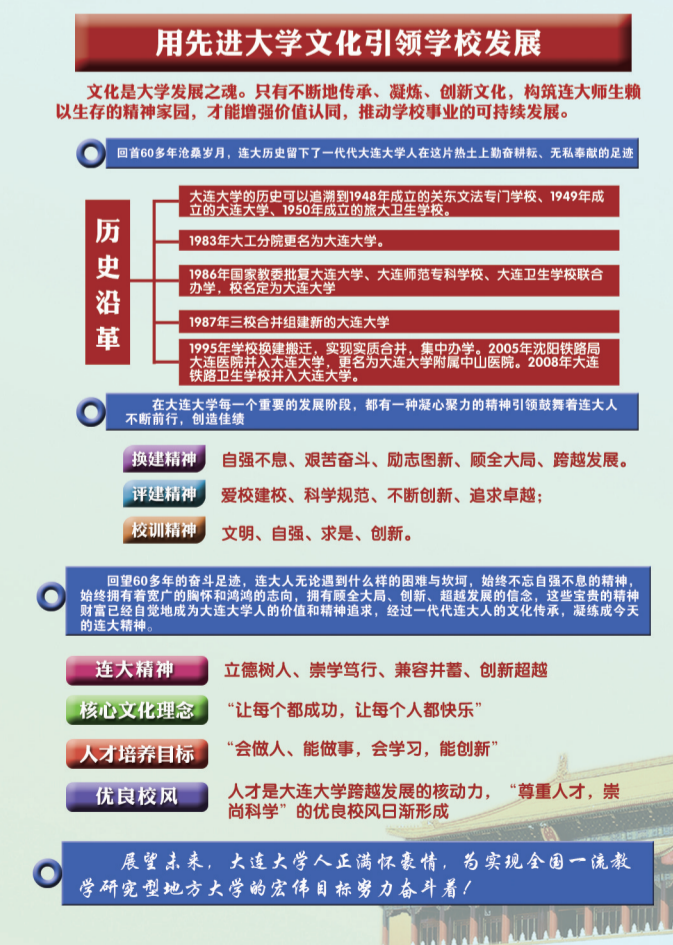 用先进大学文化引领学校发展
文化是大学发展之魂。只有不断地传承、凝炼、创新文化，构筑连大师生赖
以生存的精神家园，才能增强价值认同，推动学校事业的可持续发展。
回首60多年沧桑岁月，连大历史留下了一代代大连大学人在这片热土上勤奋耕耘、无私奉献的足迹
历史沿革
大连大学的历史可以追溯到1948年成立的关东文法专门学校、1949年成
立的大连大学、1950年成立的旅大卫生学校。
1983年大工分院更名为大连大学。
1986年国家教委批复大连大学、大连师范专科学校、大连卫生学校联合
办学，校名定为大连大学
1987年三校合并组建新的大连大学
1995年学校换建搬迁，实现实质合并，集中办学。2005年沈阳铁路局
大连医院并入大连大学，更名为大连大学附属中山医院。2008年大连
铁路卫生学校并入大连大学。
在大连大学每一个重要的发展阶段，都有一种凝心聚力的精神引领鼓舞着连大人
不断前行，创造佳绩
换建精神 自强不息、艰苦奋斗、励志图新、顾全大局、跨越发展。
评建精神 爱校建校、科学规范、不断创新、追求卓越；
校训精神 文明、自强、求是、创新。
回望60多年的奋斗足迹，连大人无论遇到什么样的困难与坎坷，始终不忘自强不息的精神，
始终拥有着宽广的胸怀和鸿鸿的志向，拥有顾全大局、创新、超越发展的信念，这些宝贵的精神
财富已经自觉地成为大连大学人的价值和精神追求，经过一代代连大人的文化传承，凝练成今天
的连大精神。
连大精神 立德树人、崇学笃行、兼容并蓄、创新超越
核心文化理念 “让每个都成功，让每个人都快乐”
人才培养目标 “会做人、能做事，会学习，能创新”
优良校风 人才是大连大学跨越发展的核动力，“尊重人才，崇
尚科学”的优良校风日渐形成
展望未来，大连大学人正满怀豪情，为实现全国一流教
学研究型地方大学的宏伟目标努力奋斗着！